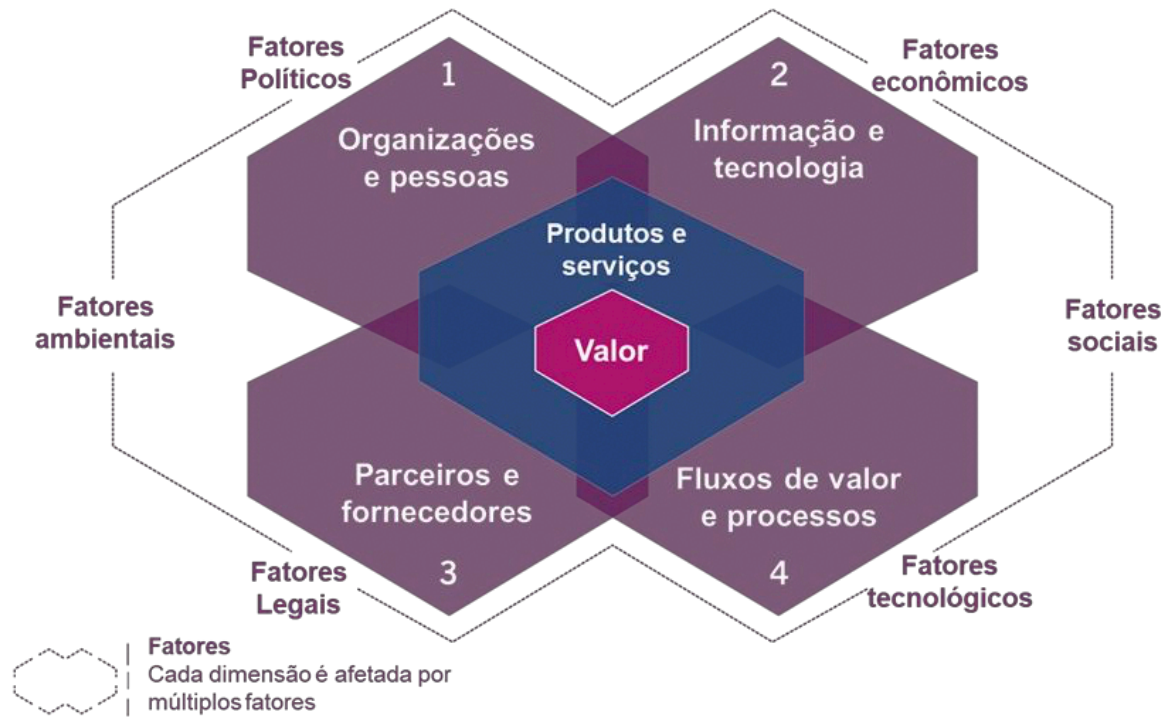 Fatores
Políticos
1
2
Fatores
econômicos
Organizações
e pessoas
Informação e
tecnologia
Produtos e
serviços
Fatores
ambientais
Valor
Fatores
sociais
Parceiros e
fornecedores
Fluxos de valor
e processos
3
4
Fatores
Legais
Fatores
tecnológicos
Fatores
Cada dimensão é afetada por
múltiplos fatores